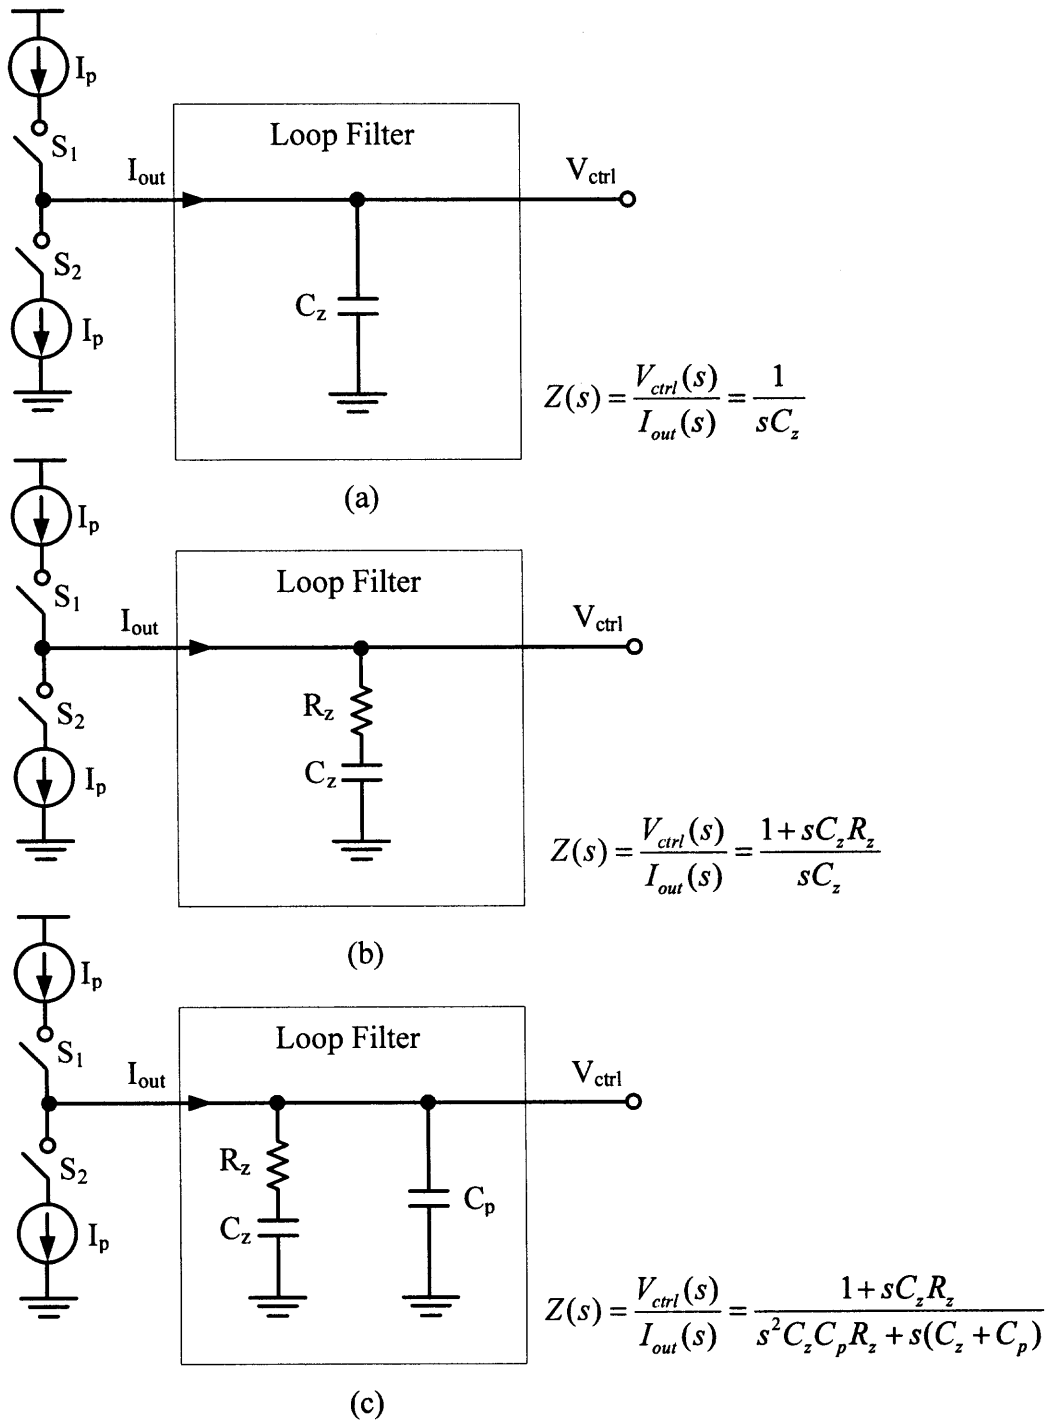 I_p
S_1
Loop Filter
I_out
V_ctrl
S_2
C_z
I_p
Z(s) = V_ctrl(s) / I_out(s) = 1 / sC_z
(a)
I_p
Loop Filter
S_1
I_out
V_ctrl
R_z
S_2
C_z
I_p
Z(s) = V_ctrl(s) / I_out(s) = 1 + sC_zR_z / sC_z
(b)
I_p
Loop Filter
S_1
I_out
V_ctrl
R_z
S_2
C_p
C_z
I_p
Z(s) = V_ctrl(s) / I_out(s) = 1 + sC_zR_z / s²C_zC_pR_z + s(C_z + C_p)
(c)